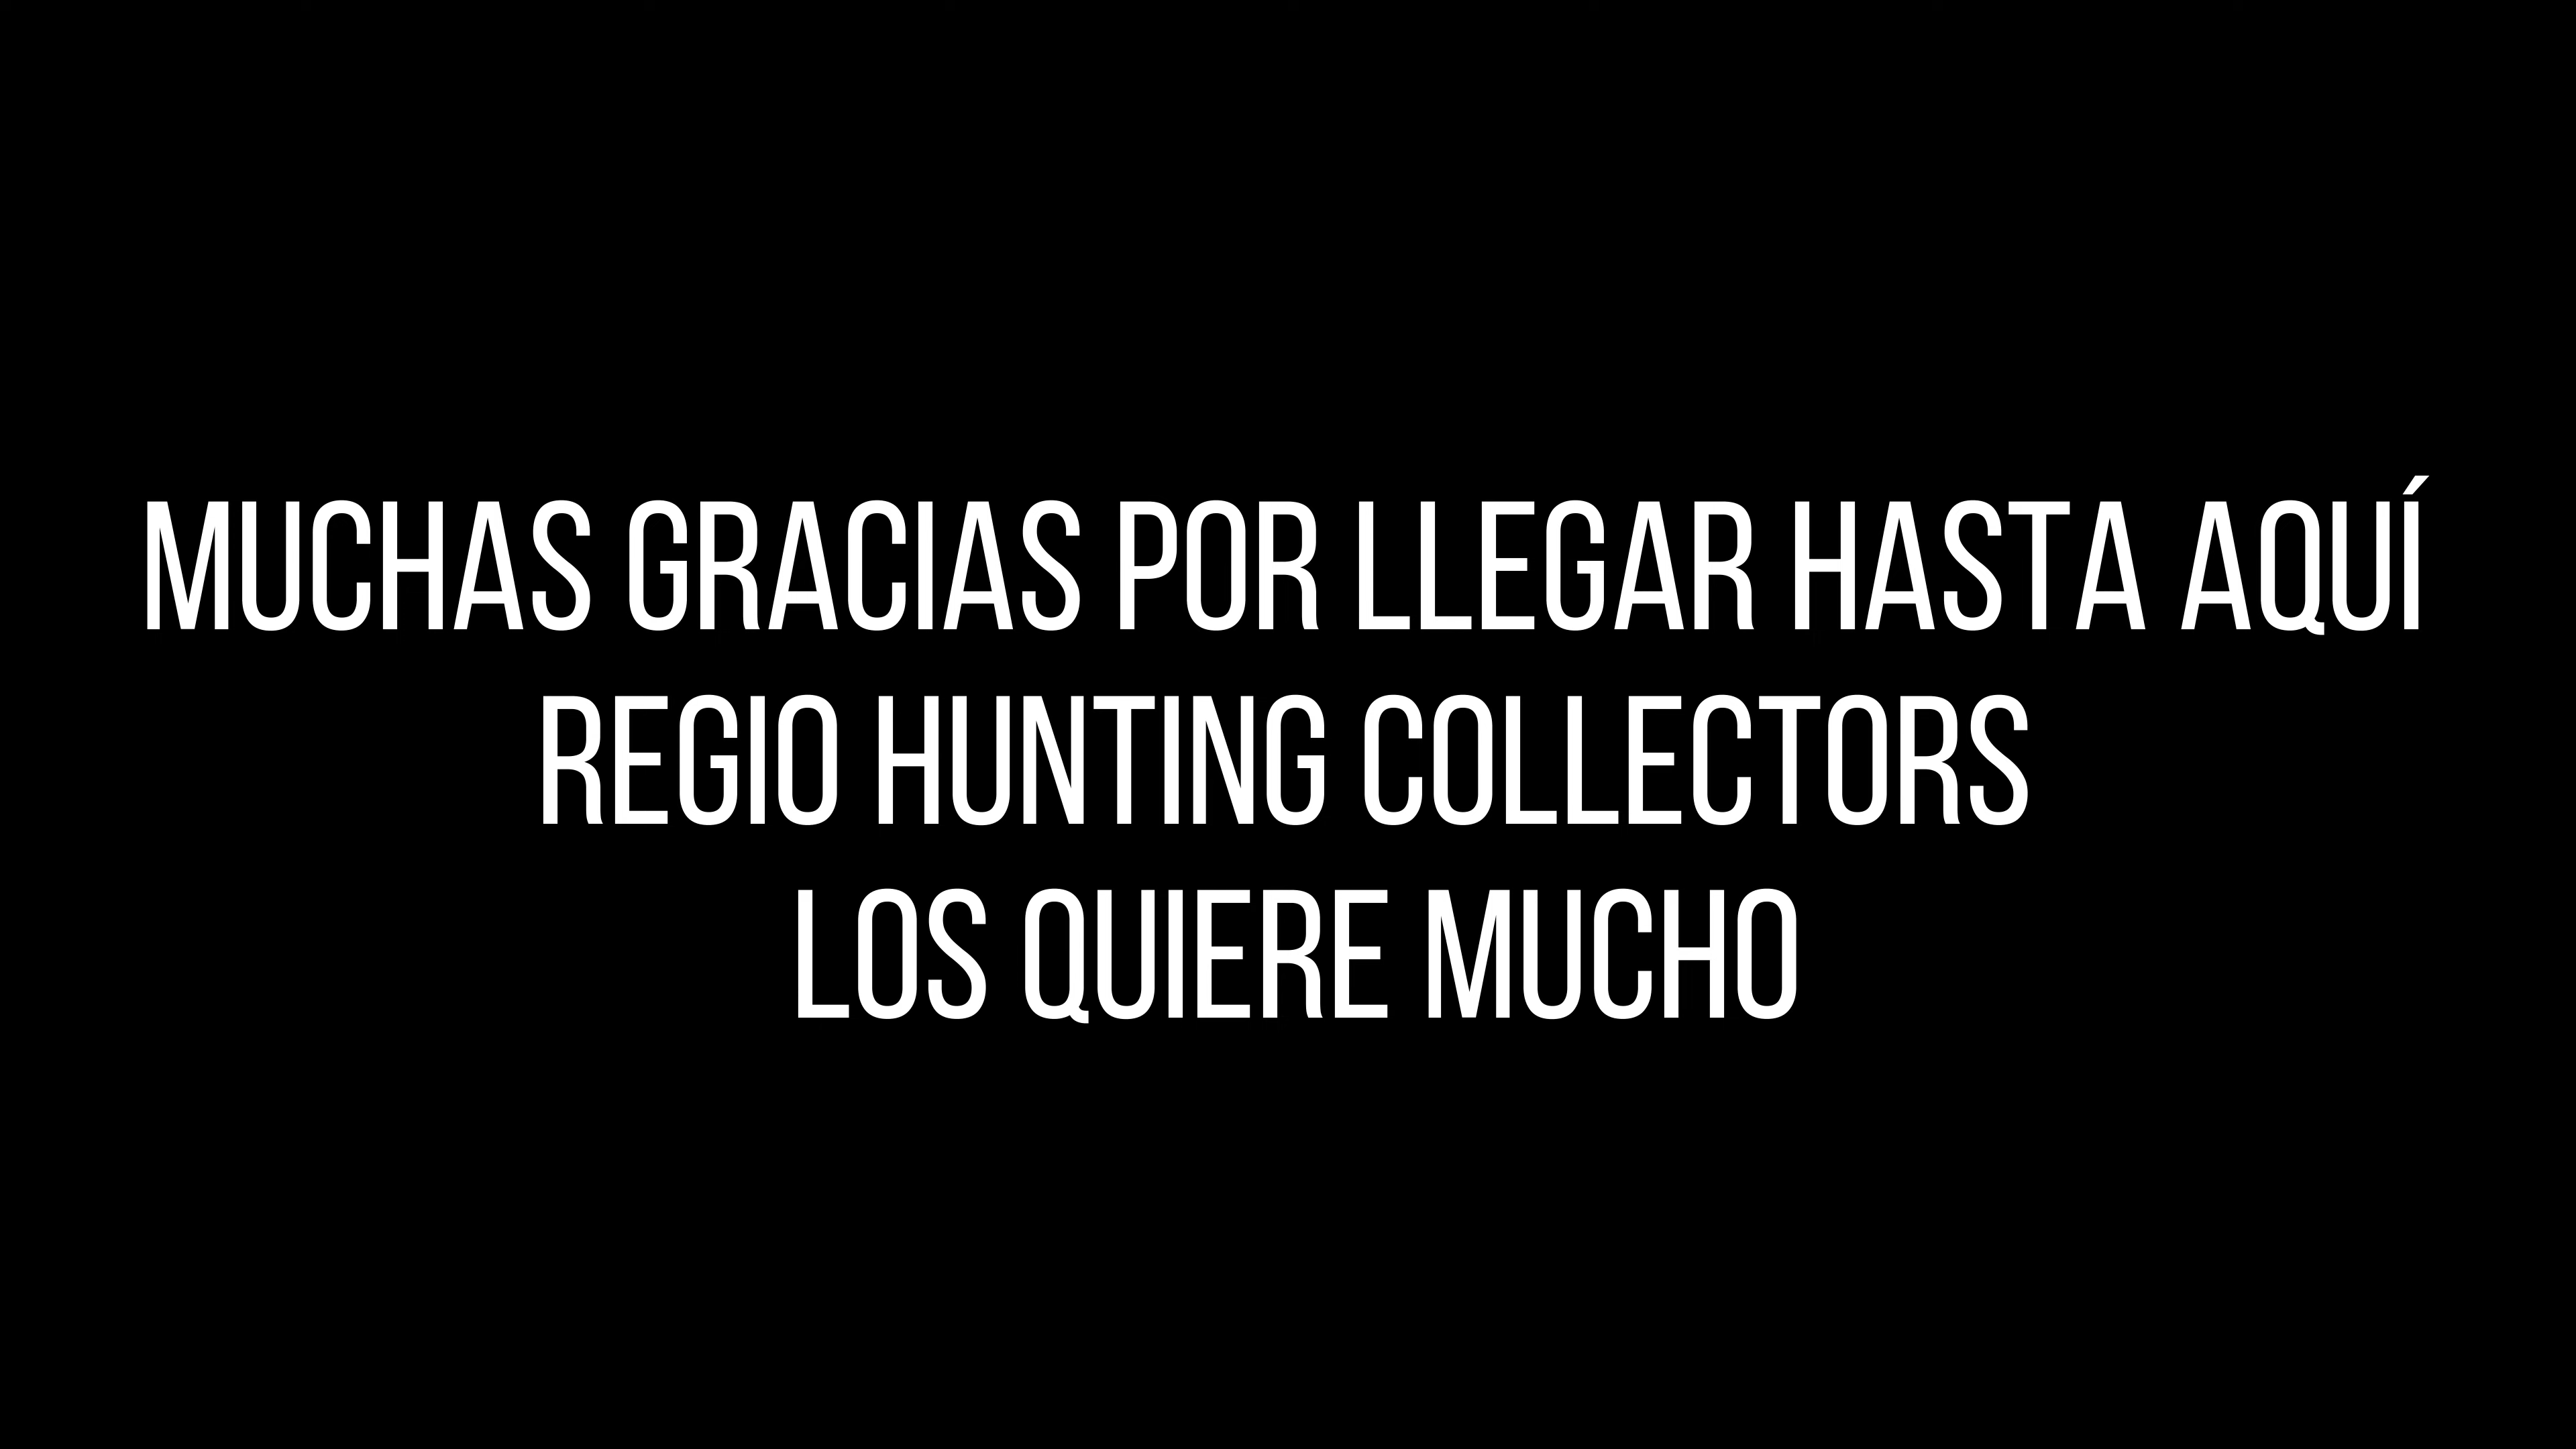 MUCHAS GRACIAS POR LLEGAR HASTA AQUÍ
REGIO HUNTING COLLECTORS
LOS QUIERE MUCHO